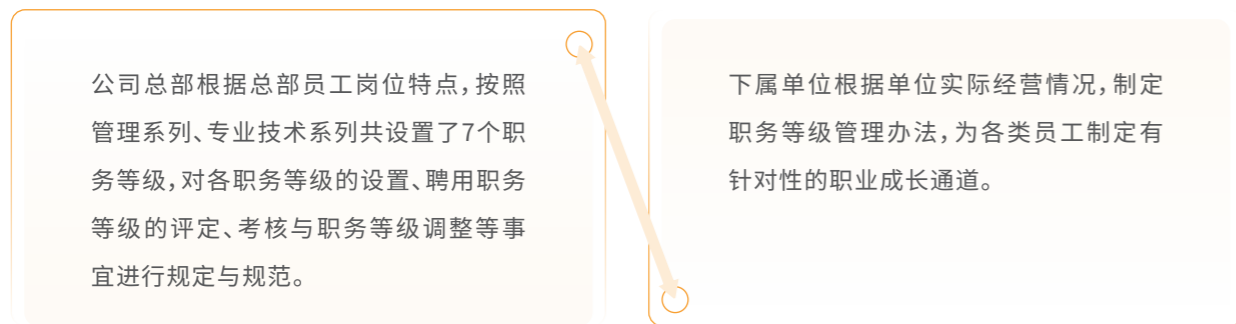 公司总部根据总部员工岗位特点，按照
管理系列、专业技术系列共设置了7个职
务等级，对各职务等级的设置、聘用职务
等级的评定、考核与职务等级调整等事
宜进行规定与规范。
下属单位根据单位实际经营情况，制定
职务等级管理办法，为各类员工制定有
针对性的职业成长通道。